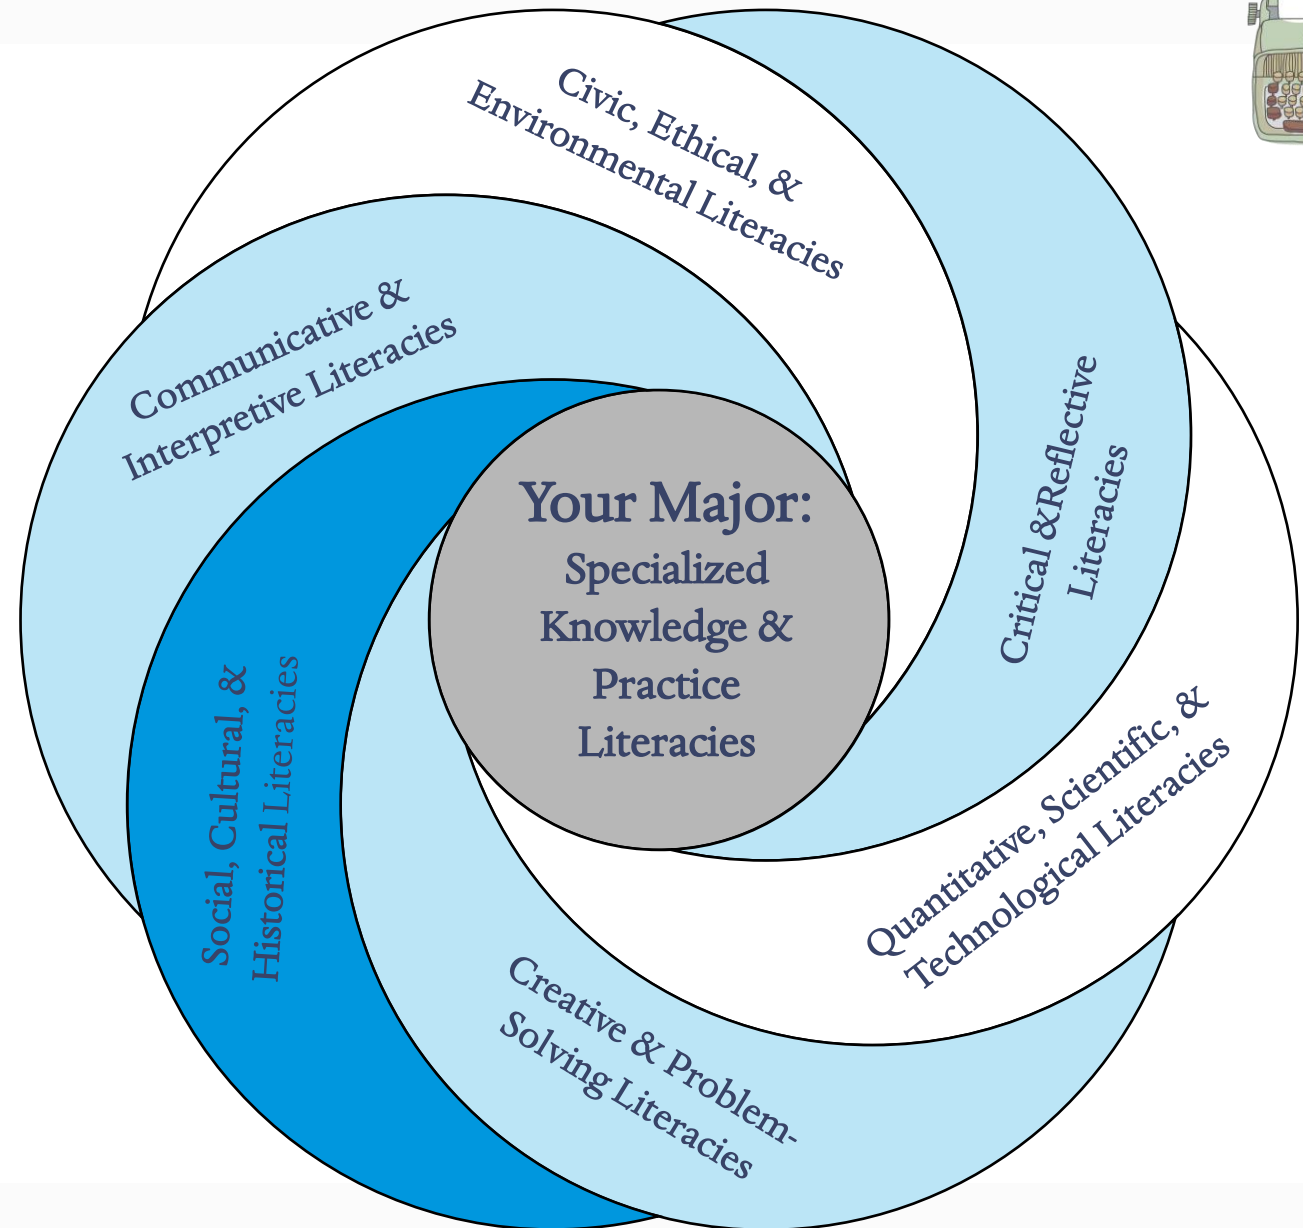 Civic, Ethical, &
Environmental Literacies
Communicative &
Interpretive Literacies
Critical &Reflective
Literacies
Your Major:
Specialized
Knowledge &
Practice
Literacies
Social, Cultural, &
Historical Literacies
Quantitative, Scientific, &
Technological Literacies
Creative & Problem-
Solving Literacies